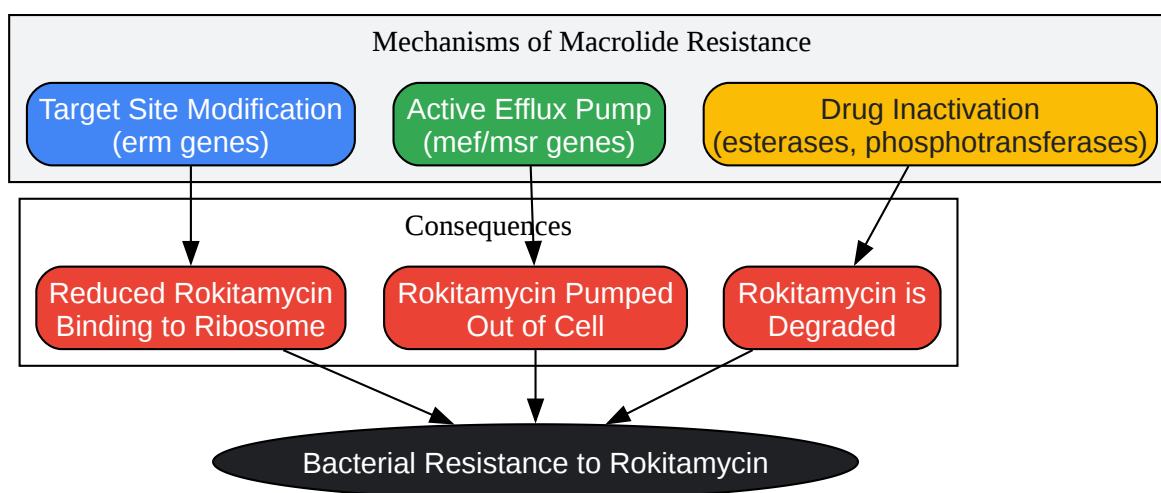 Mechanisms of Macrolide Resistance
Target Site Modification
(erm genes)
Active Efflux Pump
(mef/msr genes)
Drug Inactivation
(esterases, phosphotransferases)
Consequences
Reduced Rokitamycin
Binding to Ribosome
Rokitamycin Pumped
Out of Cell
Rokitamycin is
Degraded
Bacterial Resistance to Rokitamycin